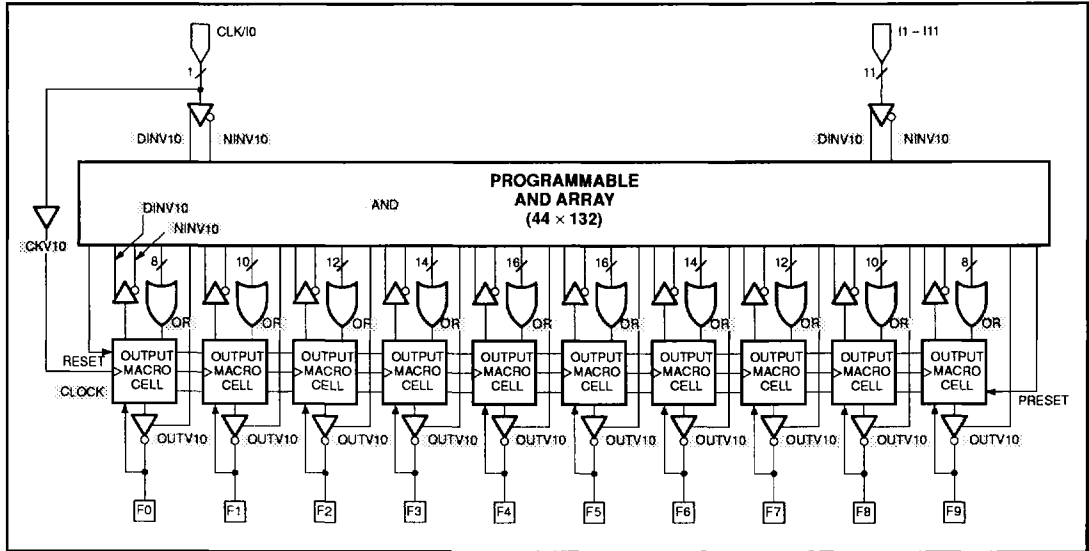 CLK/I0
I1 – I11
1
11
DINV10 NINV10 DINV10 NINV10
PROGRAMMABLE
AND ARRAY
(44 × 132)
AND
DINV10
NINV10
CKV10
8 10 12 14 16 16 14 12 10 8
OR OR OR OR OR OR OR OR OR OR
OUTPUT OUTPUT OUTPUT OUTPUT OUTPUT OUTPUT OUTPUT OUTPUT OUTPUT OUTPUT
RESET
MACRO MACRO MACRO MACRO MACRO MACRO MACRO MACRO MACRO MACRO
CELL CELL CELL CELL CELL CELL CELL CELL CELL CELL
CLOCK
PRESET
OUTV10 OUTV10 OUTV10 OUTV10 OUTV10 OUTV10 OUTV10 OUTV10 OUTV10 OUTV10
F0 F1 F2 F3 F4 F5 F6 F7 F8 F9